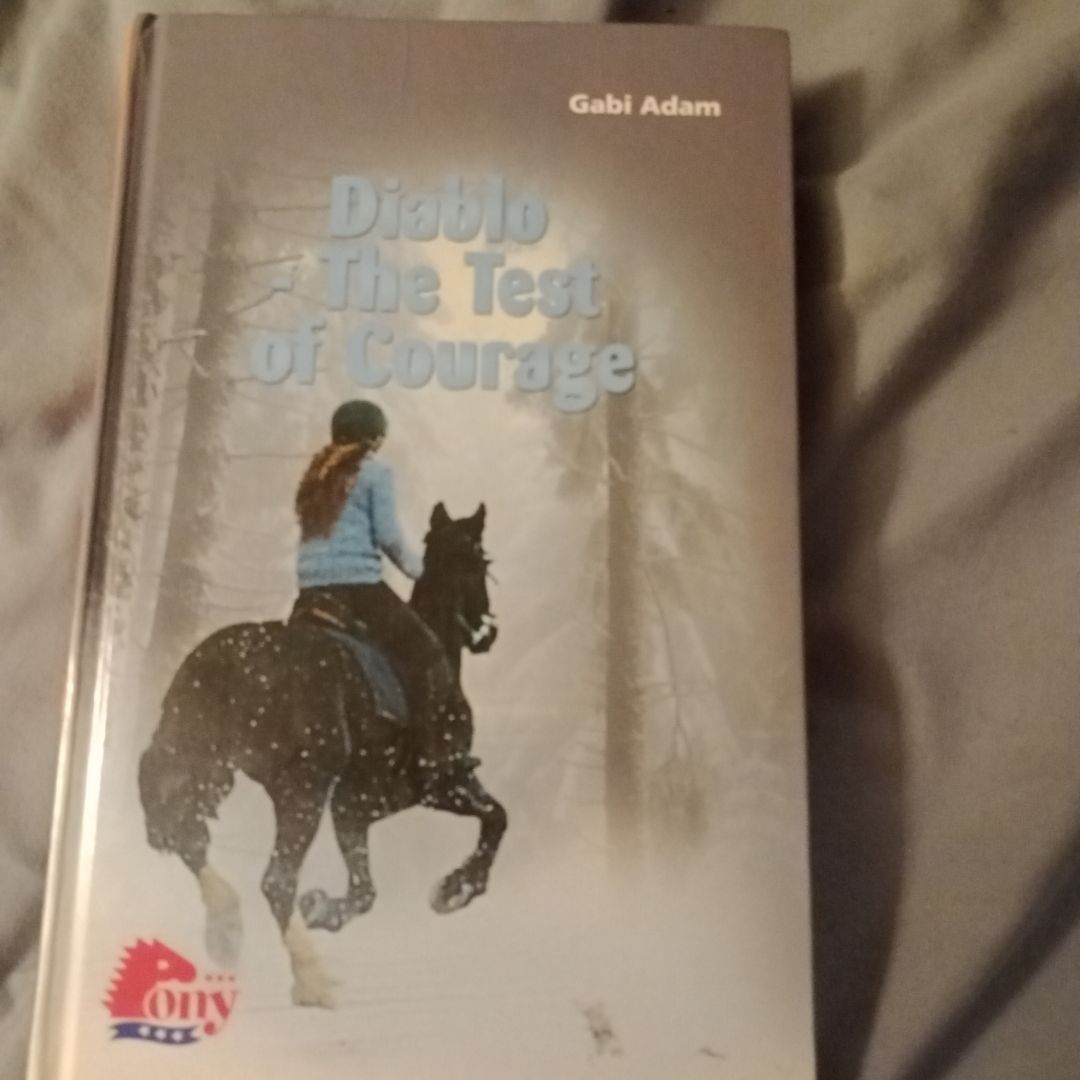 Gabi Adam
Diablo
- The Test
of Courage
Pony